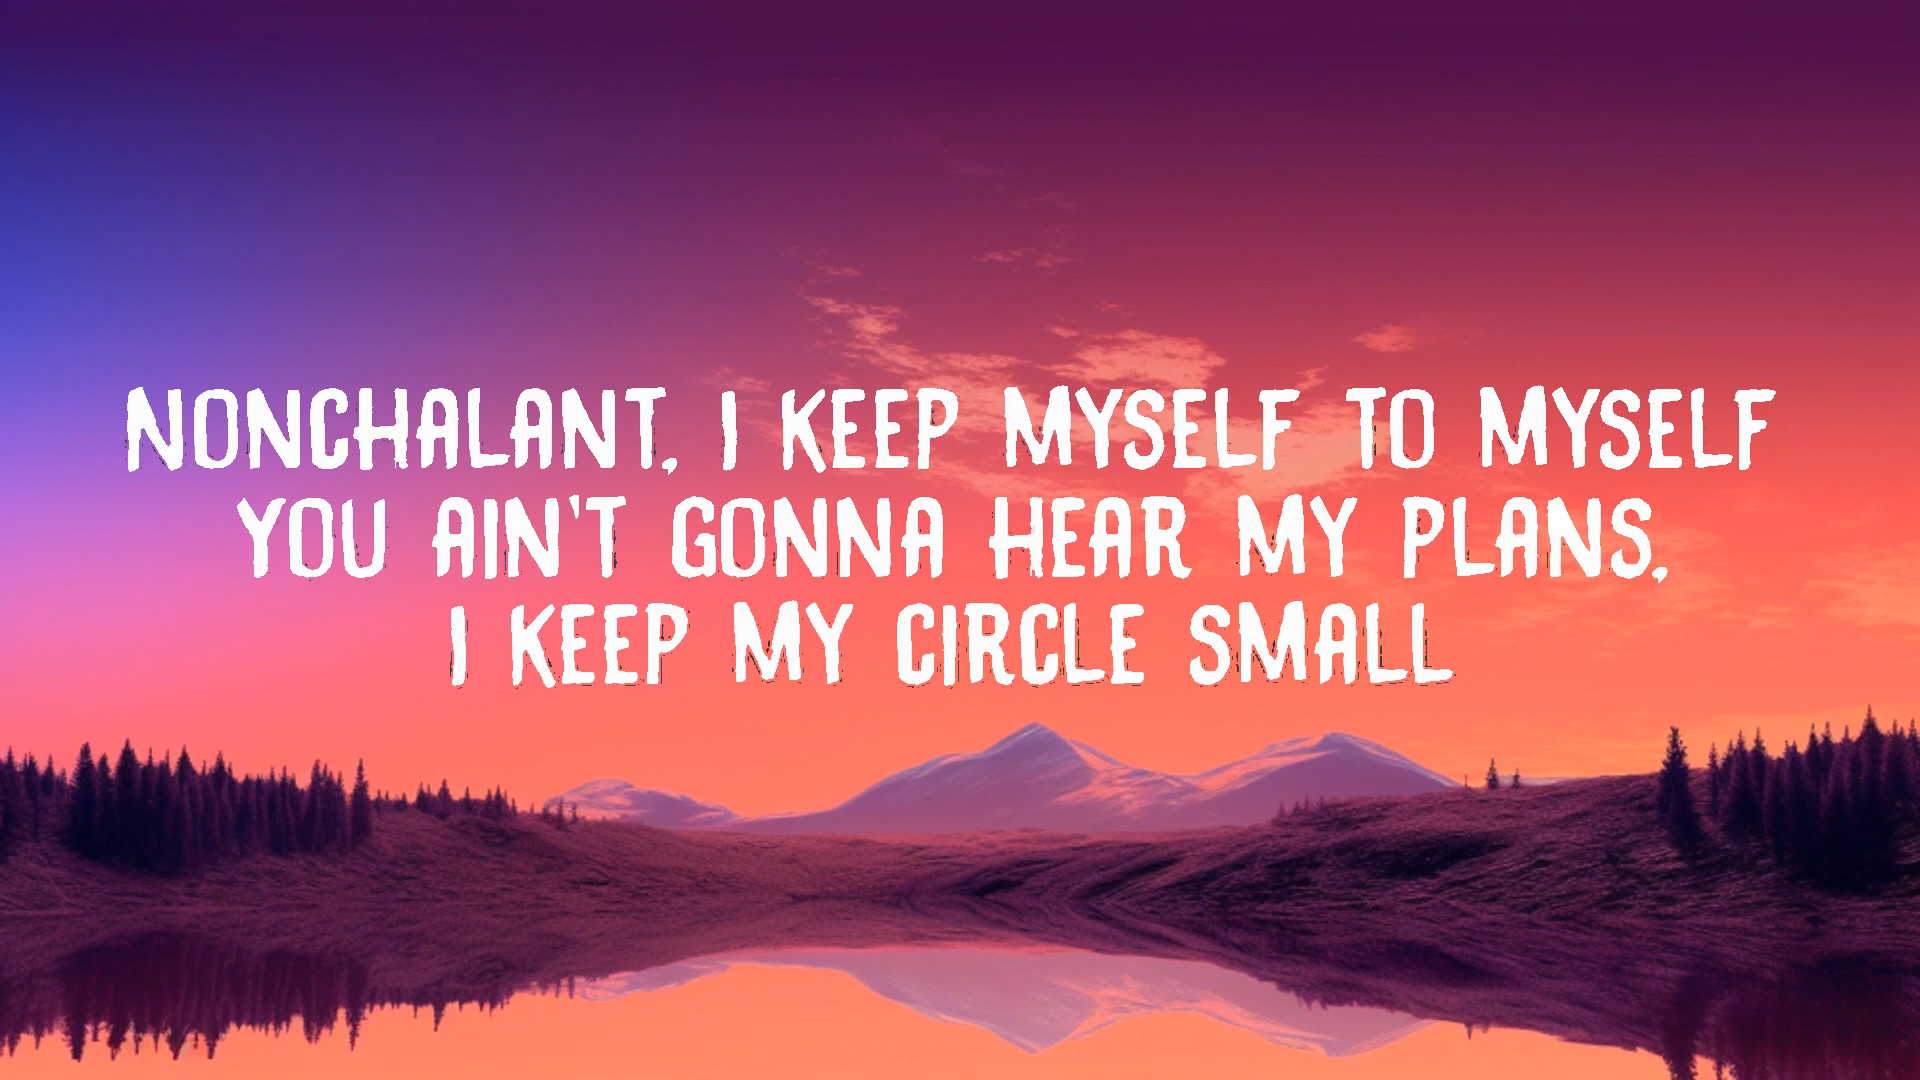 NONCHALANT, I KEEP MYSELF TO MYSELF
YOU AIN'T GONNA HEAR MY PLANS,
I KEEP MY CIRCLE SMALL